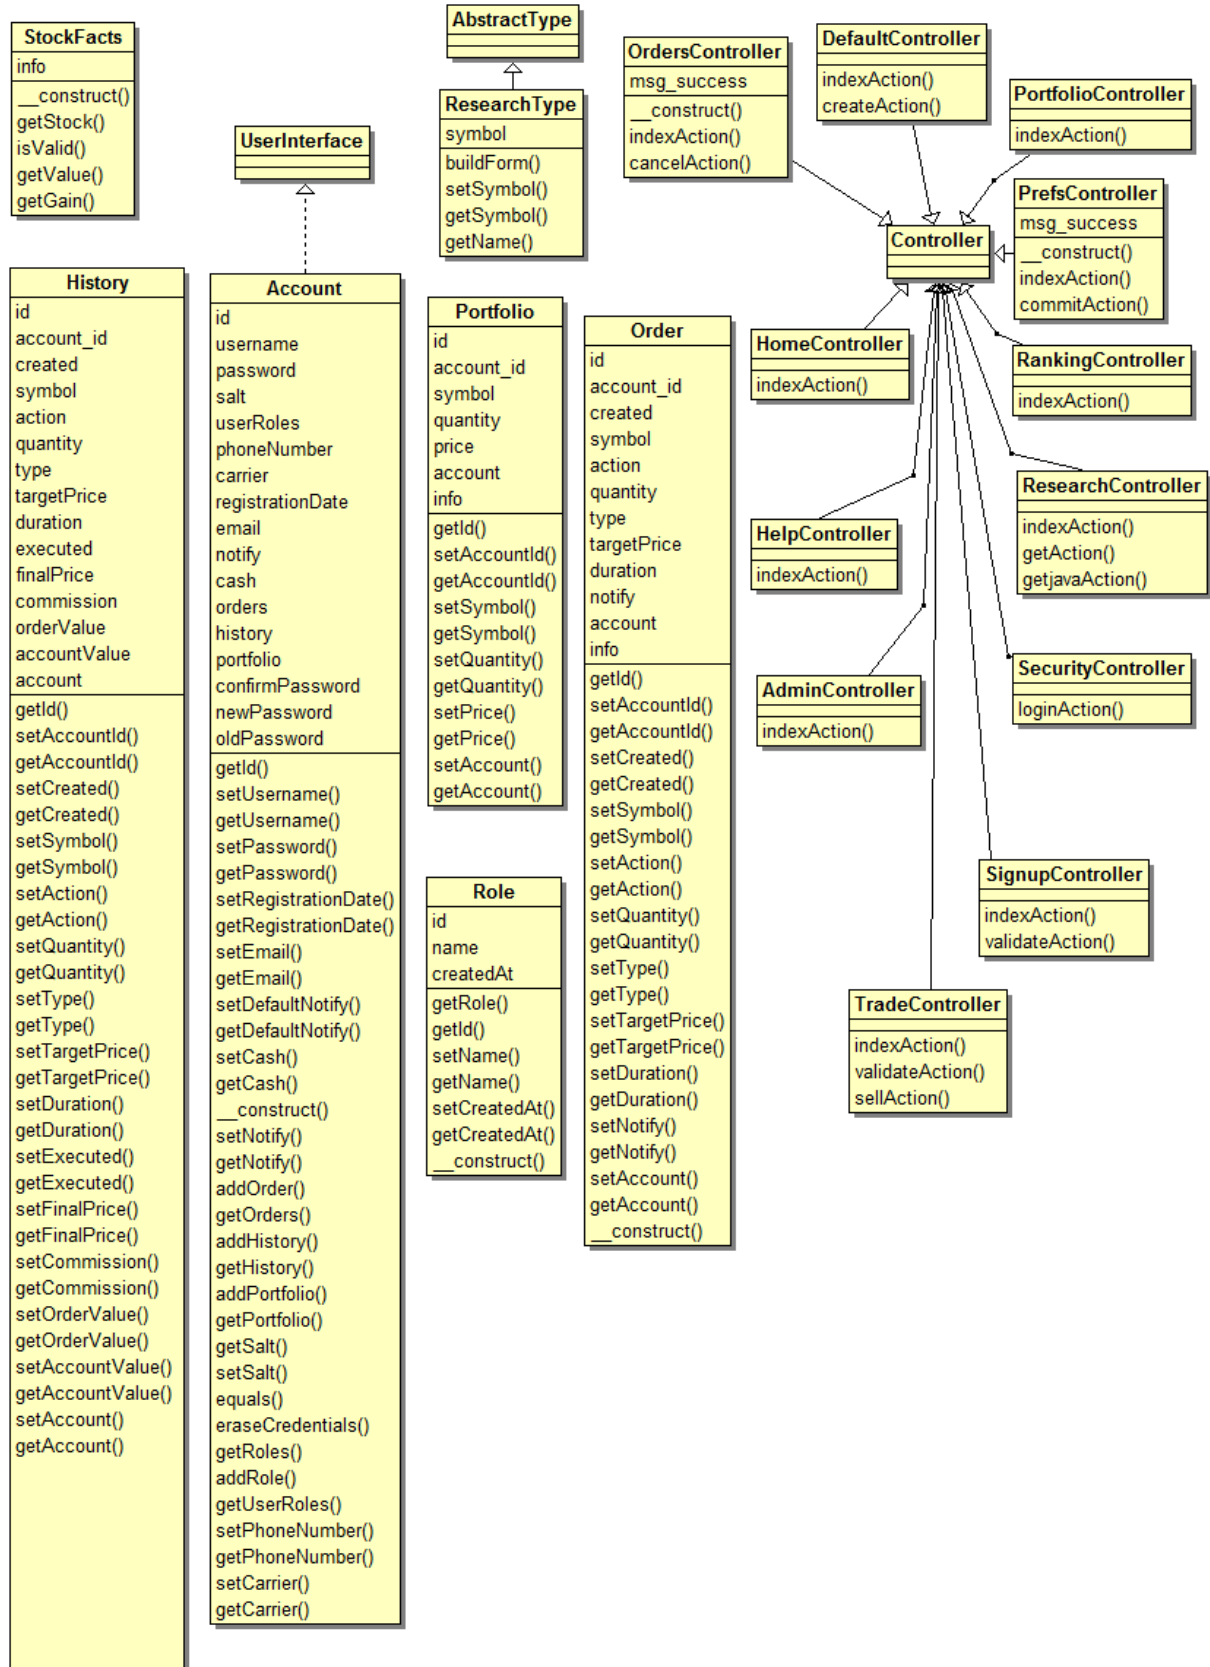 StockFacts
info
__construct()
getStock()
isValid()
getValue()
getGain()
UserInterface
AbstractType
ResearchType
symbol
buildForm()
setSymbol()
getSymbol()
getName()
OrdersController
msg_success
__construct()
indexAction()
cancelAction()
DefaultController
indexAction()
createAction()
PortfolioController
indexAction()
PrefsController
msg_success
__construct()
indexAction()
commitAction()
Controller
History
id
account_id
created
symbol
action
quantity
type
targetPrice
duration
executed
finalPrice
commission
orderValue
accountValue
account
getId()
setAccountId()
getAccountId()
setCreated()
getCreated()
setSymbol()
getSymbol()
setAction()
getAction()
setQuantity()
getQuantity()
setType()
getType()
setTargetPrice()
getTargetPrice()
setDuration()
getDuration()
setExecuted()
getExecuted()
setFinalPrice()
getFinalPrice()
setCommission()
getCommission()
setOrderValue()
getOrderValue()
setAccountValue()
getAccountValue()
setAccount()
getAccount()
Account
id
username
password
salt
userRoles
phoneNumber
carrier
registrationDate
email
notify
cash
orders
history
portfolio
confirmPassword
newPassword
oldPassword
getId()
setUsername()
getUsername()
setPassword()
getPassword()
setRegistrationDate()
getRegistrationDate()
setEmail()
getEmail()
setDefaultNotify()
getDefaultNotify()
setCash()
getCash()
__construct()
setNotify()
getNotify()
addOrder()
getOrders()
addHistory()
getHistory()
addPortfolio()
getPortfolio()
getSalt()
setSalt()
equals()
eraseCredentials()
getRoles()
addRole()
getUserRoles()
setPhoneNumber()
getPhoneNumber()
setCarrier()
getCarrier()
Portfolio
id
account_id
symbol
quantity
price
account
info
getId()
setAccountId()
getAccountId()
setSymbol()
getSymbol()
setQuantity()
getQuantity()
setPrice()
getPrice()
setAccount()
getAccount()
Role
id
name
createdAt
getRole()
getId()
setName()
getName()
setCreatedAt()
getCreatedAt()
__construct()
Order
id
account_id
created
symbol
action
quantity
type
targetPrice
duration
notify
account
info
getId()
setAccountId()
getAccountId()
setCreated()
getCreated()
setSymbol()
getSymbol()
setAction()
getAction()
setQuantity()
getQuantity()
setType()
getType()
setTargetPrice()
getTargetPrice()
setDuration()
getDuration()
setNotify()
getNotify()
setAccount()
getAccount()
__construct()
HomeController
indexAction()
RankingController
indexAction()
ResearchController
indexAction()
getAction()
getjavaAction()
HelpController
indexAction()
SecurityController
loginAction()
AdminController
indexAction()
SignupController
indexAction()
validateAction()
TradeController
indexAction()
validateAction()
sellAction()